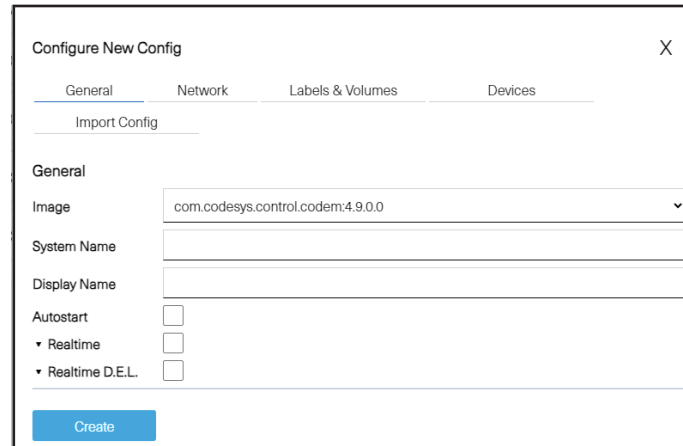 Configure New Config X
General Network Labels & Volumes Devices
Import Config
General
Image com.codesys.control.codem:4.9.0.0
System Name
Display Name
Autostart
Realtime
Realtime D.E.L.
Create